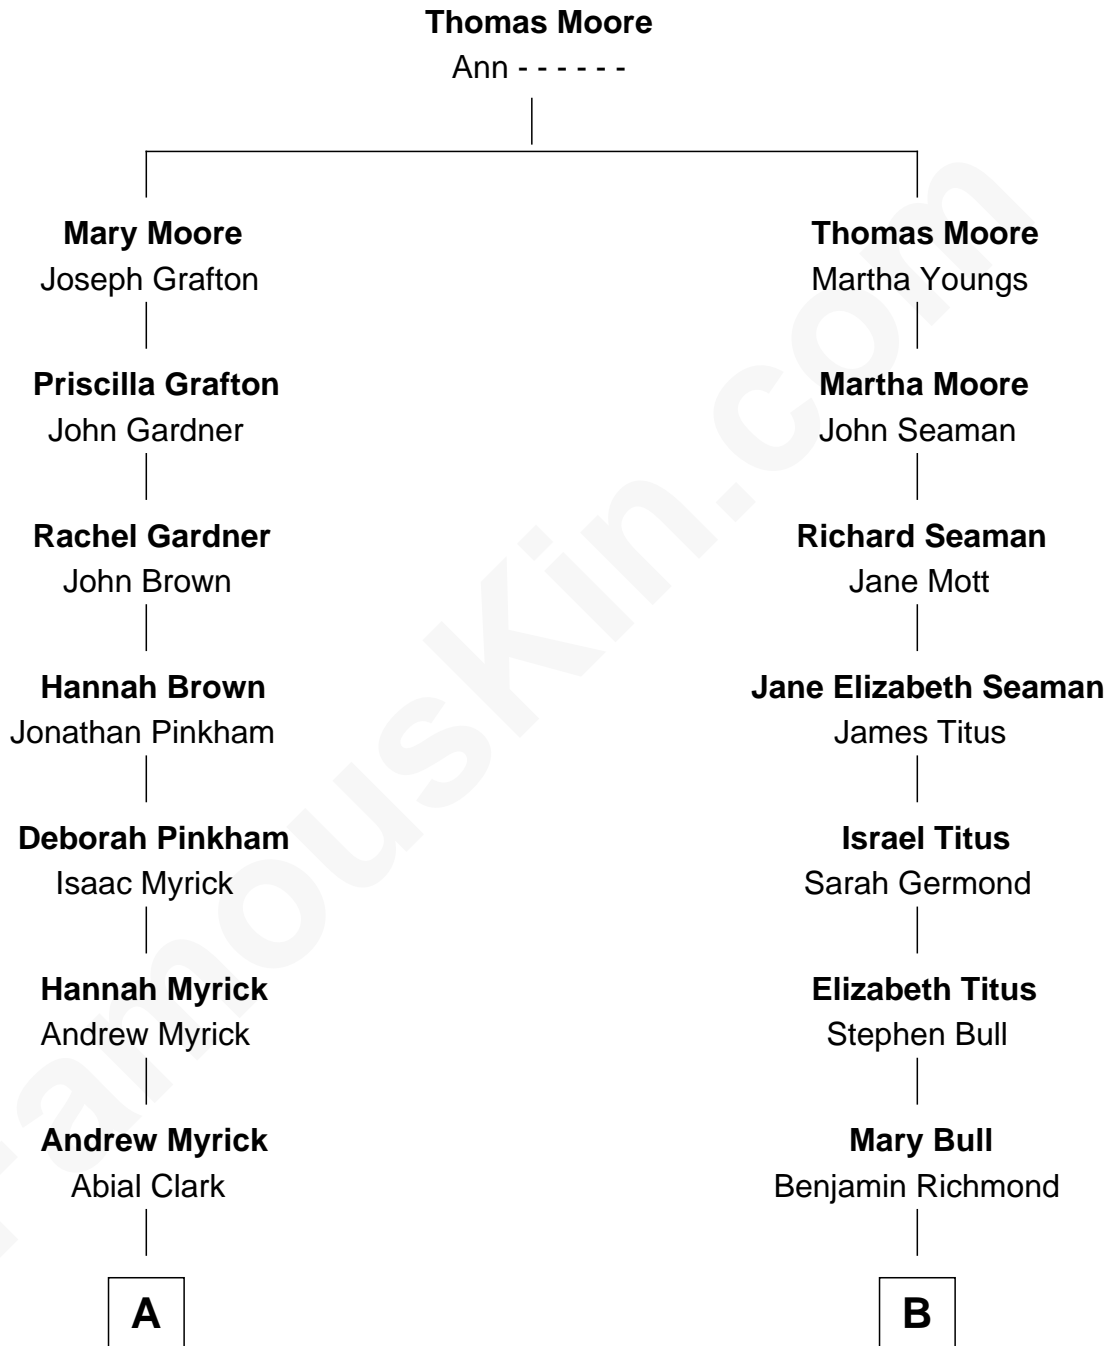 Thomas Moore
Ann - - - - - -
Mary Moore
Joseph Grafton
Thomas Moore
Martha Youngs
Priscilla Grafton
John Gardner
Martha Moore
John Seaman
Rachel Gardner
John Brown
Richard Seaman
Jane Mott
Hannah Brown
Jonathan Pinkham
Jane Elizabeth Seaman
James Titus
Deborah Pinkham
Isaac Myrick
Israel Titus
Sarah Germond
Hannah Myrick
Andrew Myrick
Elizabeth Titus
Stephen Bull
Andrew Myrick
Abial Clark
Mary Bull
Benjamin Richmond
A
B
FamousKin.com